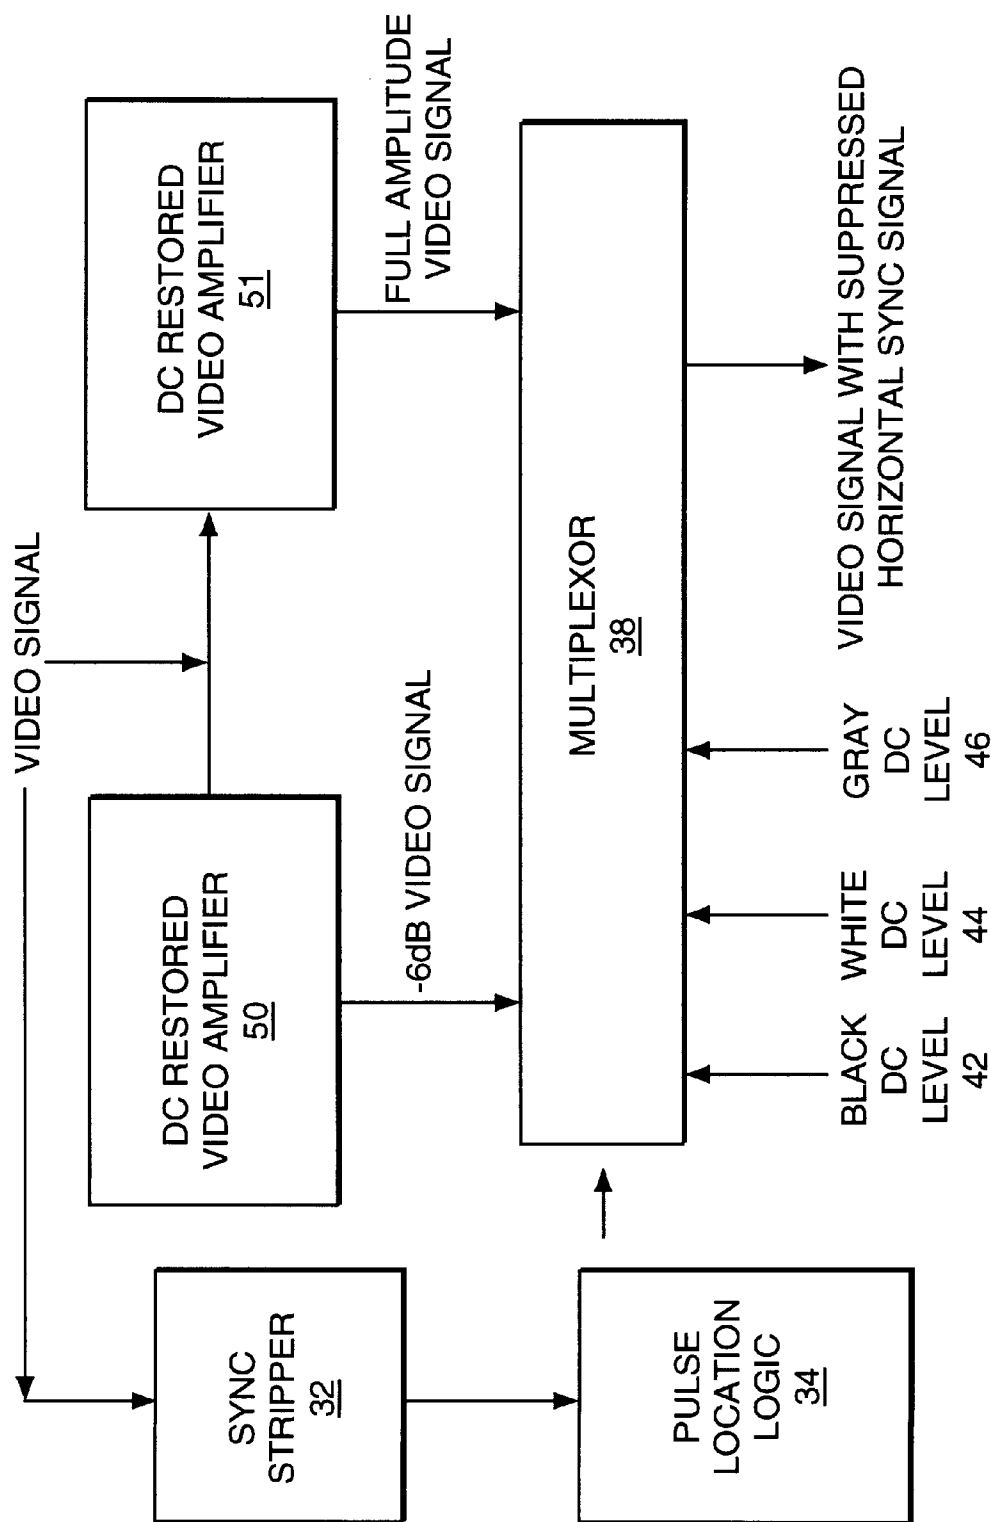 VIDEO SIGNAL
SYNC
STRIPPER
32
DC RESTORED
VIDEO AMPLIFIER
50
DC RESTORED
VIDEO AMPLIFIER
51
-6dB VIDEO SIGNAL
FULL AMPLITUDE
VIDEO SIGNAL
PULSE
LOCATION
LOGIC
34
MULTIPLEXOR
38
BLACK
DC
LEVEL
42
WHITE
DC
LEVEL
44
GRAY
DC
LEVEL
46
VIDEO SIGNAL WITH SUPPRESSED
HORIZONTAL SYNC SIGNAL